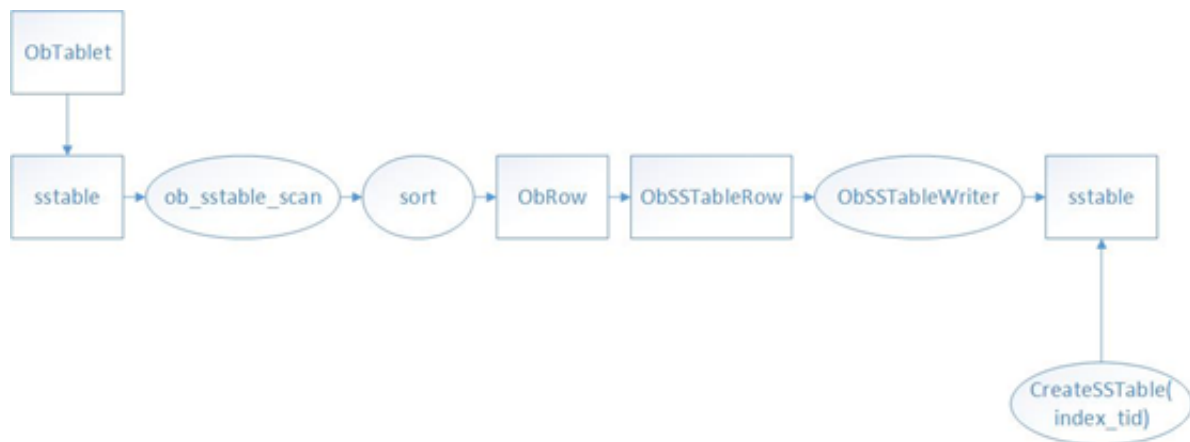 ObTablet
sstable
ob_sstable_scan
sort
ObRow
ObSSTableRow
ObSSTableWriter
sstable
CreateSSTable(
index_tid)